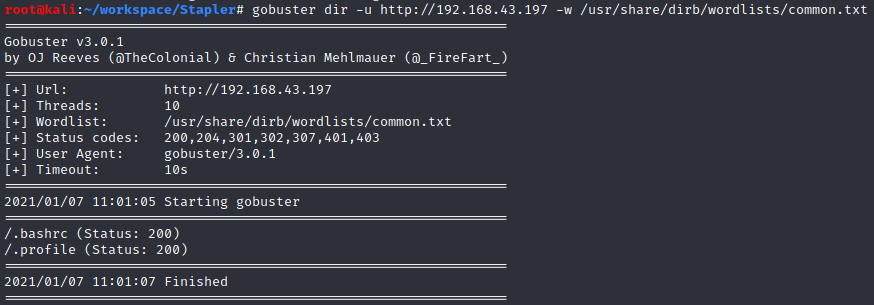 root@kali:~/workspace/Stapler# gobuster dir -u http://192.168.43.197 -w /usr/share/dirb/wordlists/common.txt
===============================================================
Gobuster v3.0.1
by OJ Reeves (@TheColonial) & Christian Mehlmauer (@_FireFart_)
===============================================================
[+] Url:            http://192.168.43.197
[+] Threads:        10
[+] Wordlist:       /usr/share/dirb/wordlists/common.txt
[+] Status codes:   200,204,301,302,307,401,403
[+] User Agent:     gobuster/3.0.1
[+] Timeout:        10s
===============================================================
2021/01/07 11:01:05 Starting gobuster
===============================================================
/.bashrc (Status: 200)
/.profile (Status: 200)
===============================================================
2021/01/07 11:01:07 Finished
===============================================================